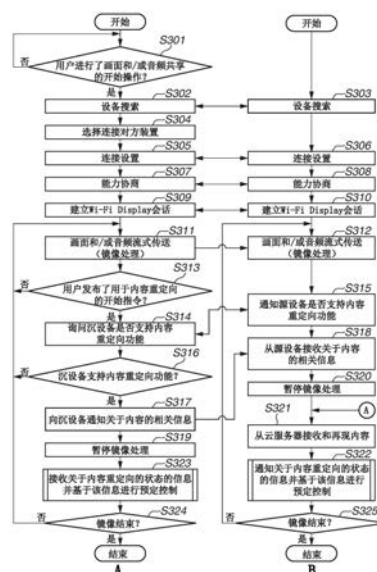 开始
S301
用户进行了画面和/或音频共享
的开始操作？
否
是
S302
设备搜索
S304
选择连接对方装置
S305
连接设置
S307
能力协商
S309
建立Wi-Fi Display会话
S311
画面和/或音频流式传送
（镜像处理）
S313
用户发布了用于内容重定向的
开始指令？
否
是
S314
询问沉设备是否支持内容
重定向功能
S316
沉设备支持内容重定向功能？
否
是
S317
向沉设备通知关于内容的相关信息
S319
暂停镜像处理
S323
接收关于内容重定向的状态的信息
并基于该信息进行预定控制
S324
镜像结束？
否
是
结束
A
开始
S303
设备搜索
S306
连接设置
S308
能力协商
S310
建立Wi-Fi Display会话
S312
画面和/或音频流式传送
（镜像处理）
S315
通知源设备是否支持内容
重定向功能
S318
从源设备接收关于内容
的相关信息
S320
暂停镜像处理
A
S321
从云服务器接收和再现内容
S322
通知关于内容重定向的状态
的信息并基于该信息进行
预定控制
S325
镜像结束？
否
是
结束
B